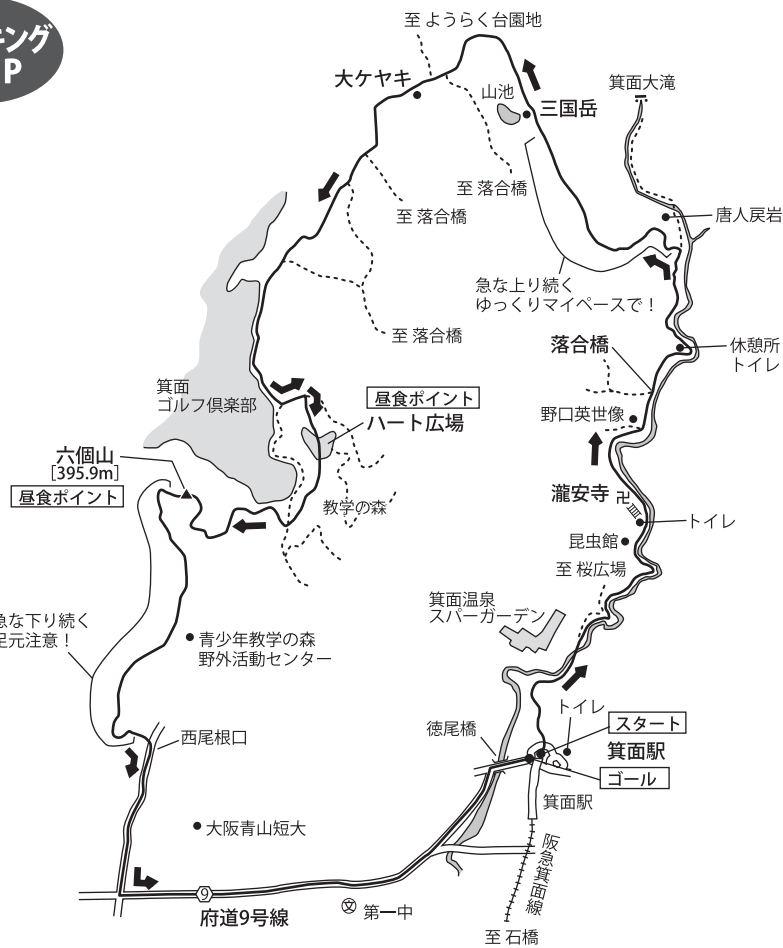 キング
P
至 ようらく台園地
大ケヤキ
山池
三国岳
箕面大滝
至 落合橋
至 落合橋
唐人戻岩
急な上り続く
ゆっくりマイペースで！
至 落合橋
落合橋
休憩所
トイレ
箕面
ゴルフ倶楽部
昼食ポイント
ハート広場
野口英世像
六個山
[395.9m]
昼食ポイント
瀧安寺
卍
トイレ
教学の森
昆虫館
至 桜広場
箕面温泉
スパーガーデン
急な下り続く
足元注意！
青少年教学の森
野外活動センター
トイレ
西尾根口
徳尾橋
スタート
箕面駅
ゴール
箕面駅
大阪青山短大
阪急箕面線
9
府道9号線
文
第一中
至 石橋